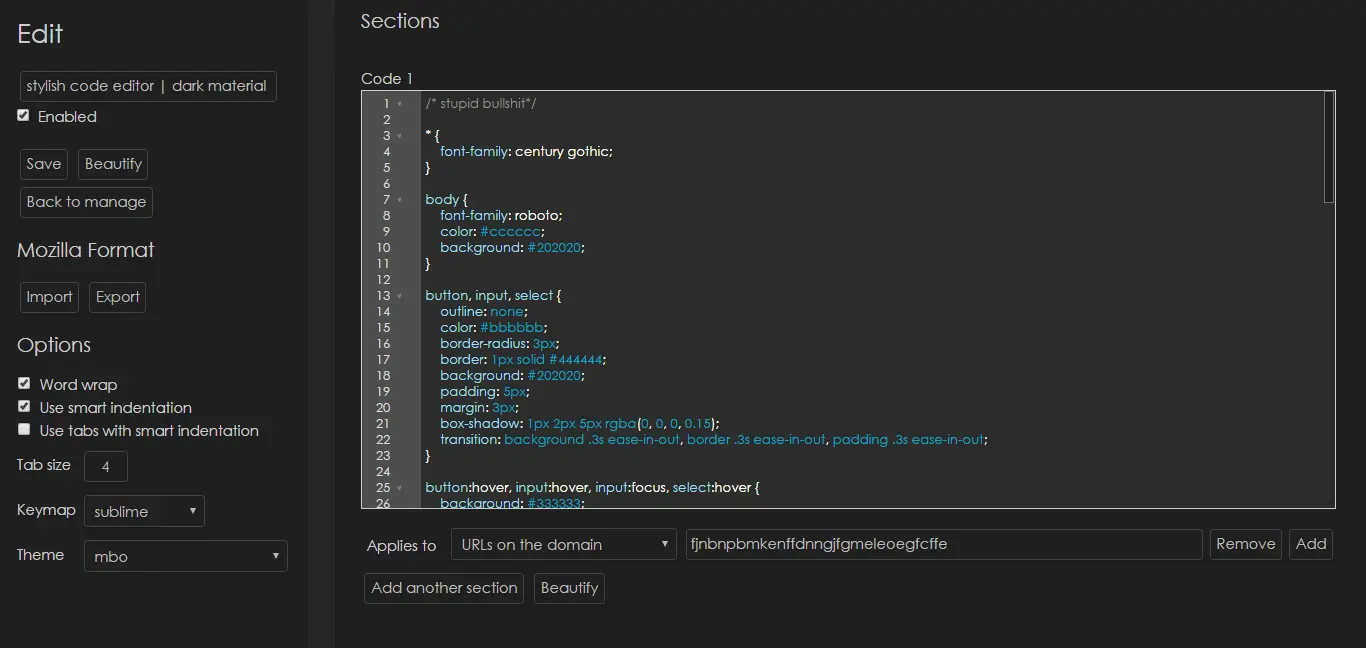 Edit
stylish code editor | dark material
Enabled
Save Beautify
Back to manage
Mozilla Format
Import Export
Options
Word wrap
Use smart indentation
Use tabs with smart indentation
Tab size 4
Keymap sublime
Theme mbo
Sections
Code 1
1 /* stupid bullshit*/
2
3 * {
4 font-family: century gothic;
5 }
6
7 body {
8 font-family: roboto;
9 color: #cccccc;
10 background: #202020;
11 }
12
13 button, input, select {
14 outline: none;
15 color: #bbbbbb;
16 border-radius: 3px;
17 border: 1px solid #444444;
18 background: #202020;
19 padding: 5px;
20 margin: 3px;
21 box-shadow: 1px 2px 5px rgba(0, 0, 0, 0.15);
22 transition: background .3s ease-in-out, border .3s ease-in-out, padding .3s ease-in-out;
23 }
24
25 button:hover, input:hover, input:focus, select:hover {
26 background: #333333;
Applies to URLs on the domain fjnbnpbmkenffdnngjfgmeleoegfcffe Remove Add
Add another section Beautify